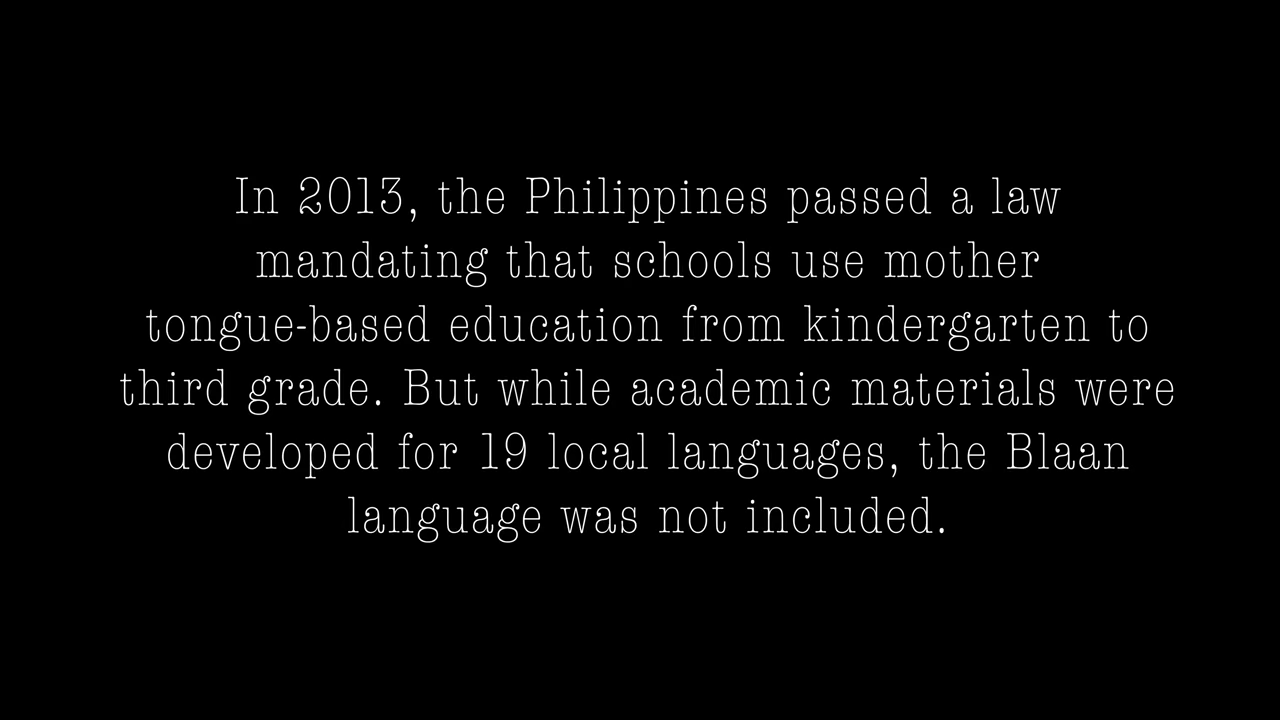 In 2013, the Philippines passed a law
mandating that schools use mother
tongue-based education from kindergarten to
third grade. But while academic materials were
developed for 19 local languages, the Blaan
language was not included.